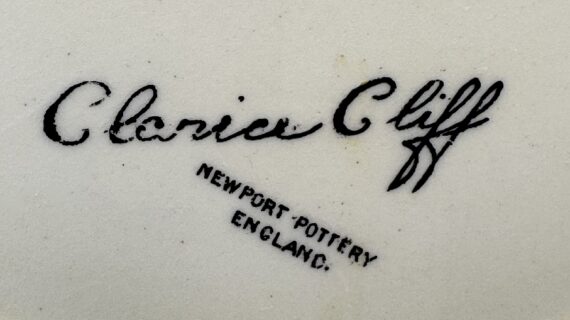 Clarice Cliff
NEWPORT POTTERY
ENGLAND.